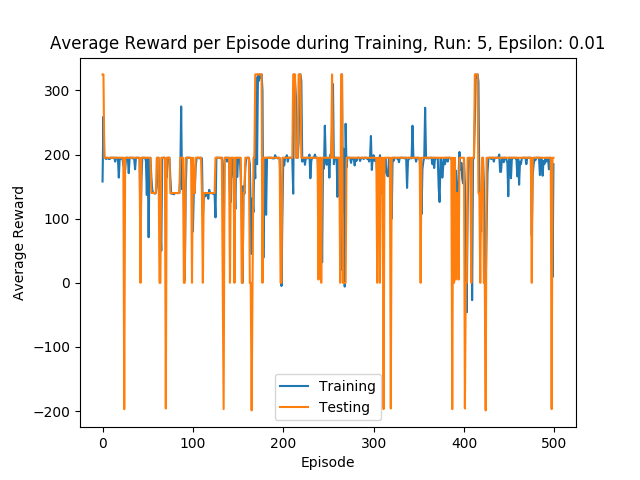 Average Reward per Episode during Training, Run: 5, Epsilon: 0.01
300
200
100
0
−100
−200
Average Reward
Training
Testing
0 100 200 300 400 500
Episode